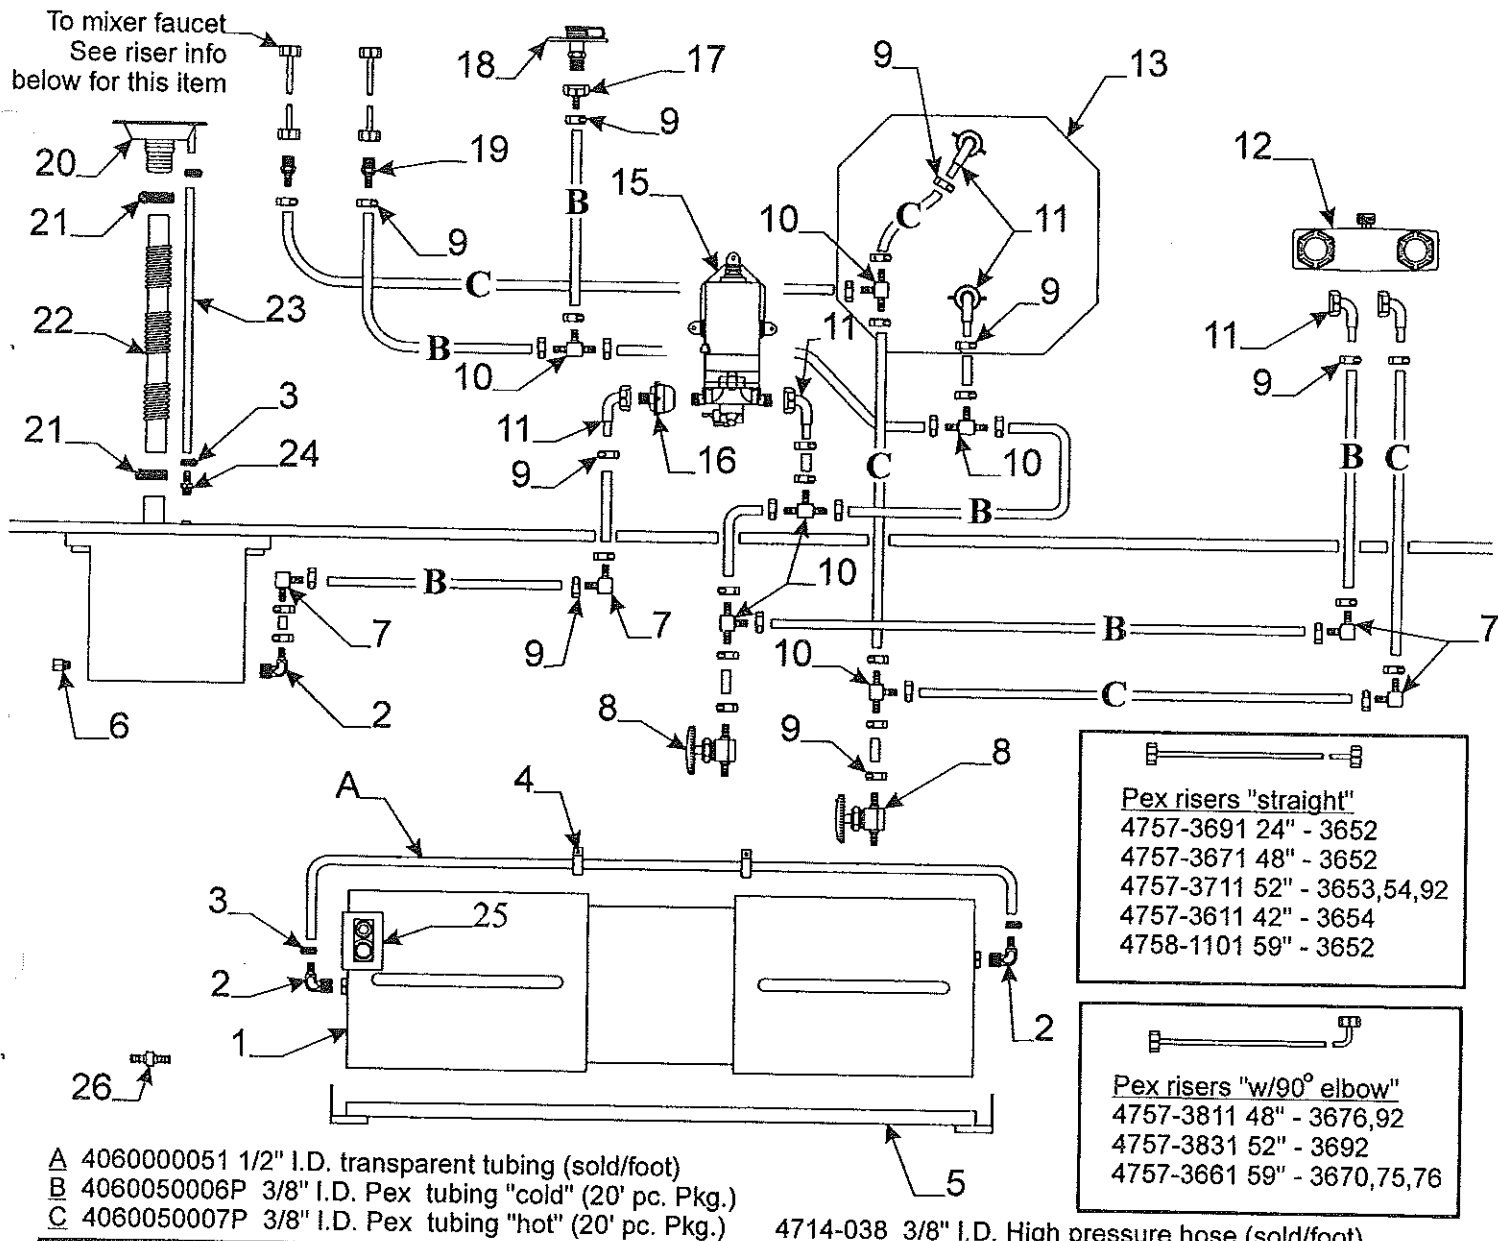 To mixer faucet
See riser info
below for this item
18
17
9
9
13
20
19
15
B
9
C
12
21
9
10
11
C
23
22
B
10
11
9
11
9
3
11
16
10
21
24
9
C
B
B
C
10
B
7
9
7
10
B
7
6
2
8
9
C
8
A
4
3
25
2
1
2
26
5
Pex risers "straight"
4757-3691 24" - 3652
4757-3671 48" - 3652
4757-3711 52" - 3653,54,92
4757-3611 42" - 3654
4758-1101 59" - 3652
Pex risers "w/90° elbow"
4757-3811 48" - 3676,92
4757-3831 52" - 3692
4757-3661 59" - 3670,75,76
A 4060000051 1/2" I.D. transparent tubing (sold/foot)
B 4060050006P 3/8" I.D. Pex tubing "cold" (20' pc. Pkg.)
C 4060050007P 3/8" I.D. Pex tubing "hot" (20' pc. Pkg.)
4714-038 3/8" I.D. High pressure hose (sold/foot)